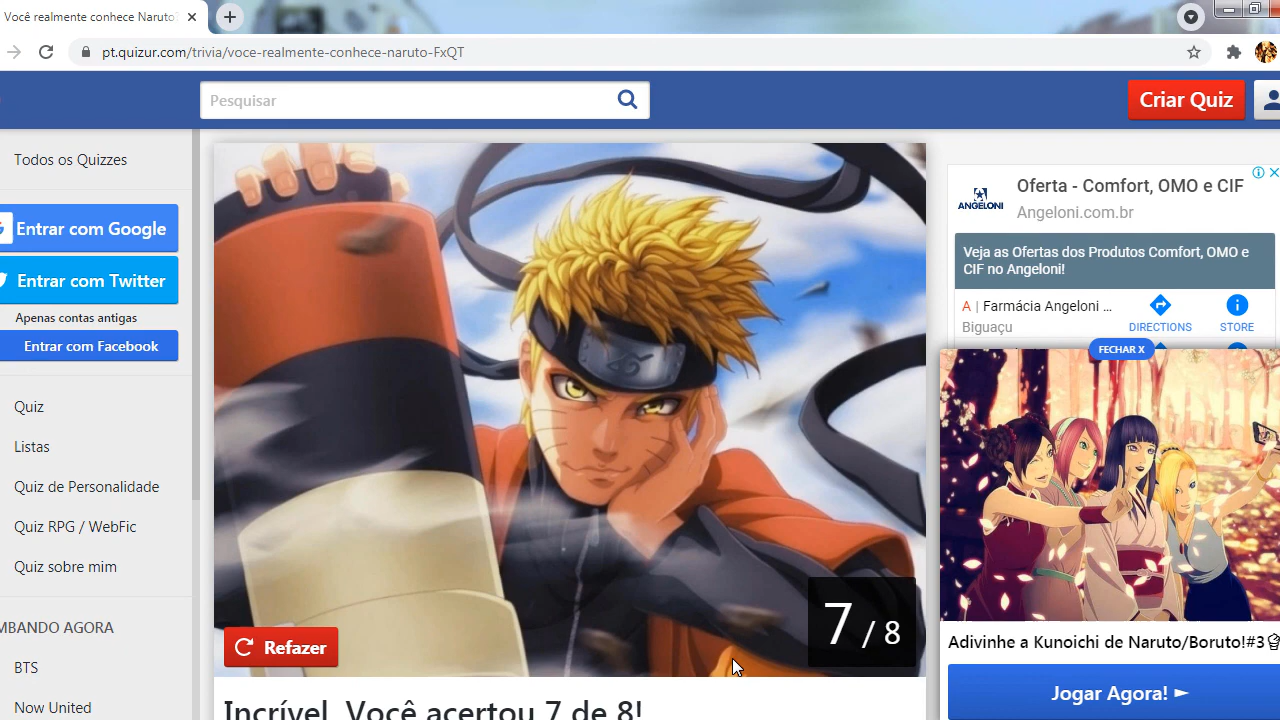 Você realmente conhece Naruto
pt.quizur.com/trivia/voce-realmente-conhece-naruto-FxQT
Pesquisar
Criar Quiz
Todos os Quizzes
Entrar com Google
Entrar com Twitter
Apenas contas antigas
Entrar com Facebook
Quiz
Listas
Quiz de Personalidade
Quiz RPG / WebFic
Quiz sobre mim
MBANDO AGORA
BTS
Now United
Refazer
7 / 8
Incrível, Você acertou 7 de 8!
ANGELONI
Oferta - Comfort, OMO e CIF
Angeloni.com.br
Veja as Ofertas dos Produtos Comfort, OMO e
CIF no Angeloni!
A | Farmácia Angeloni ...
Biguaçu
DIRECTIONS
STORE
FECHAR X
Adivinhe a Kunoichi de Naruto/Boruto!#3
Jogar Agora! ►